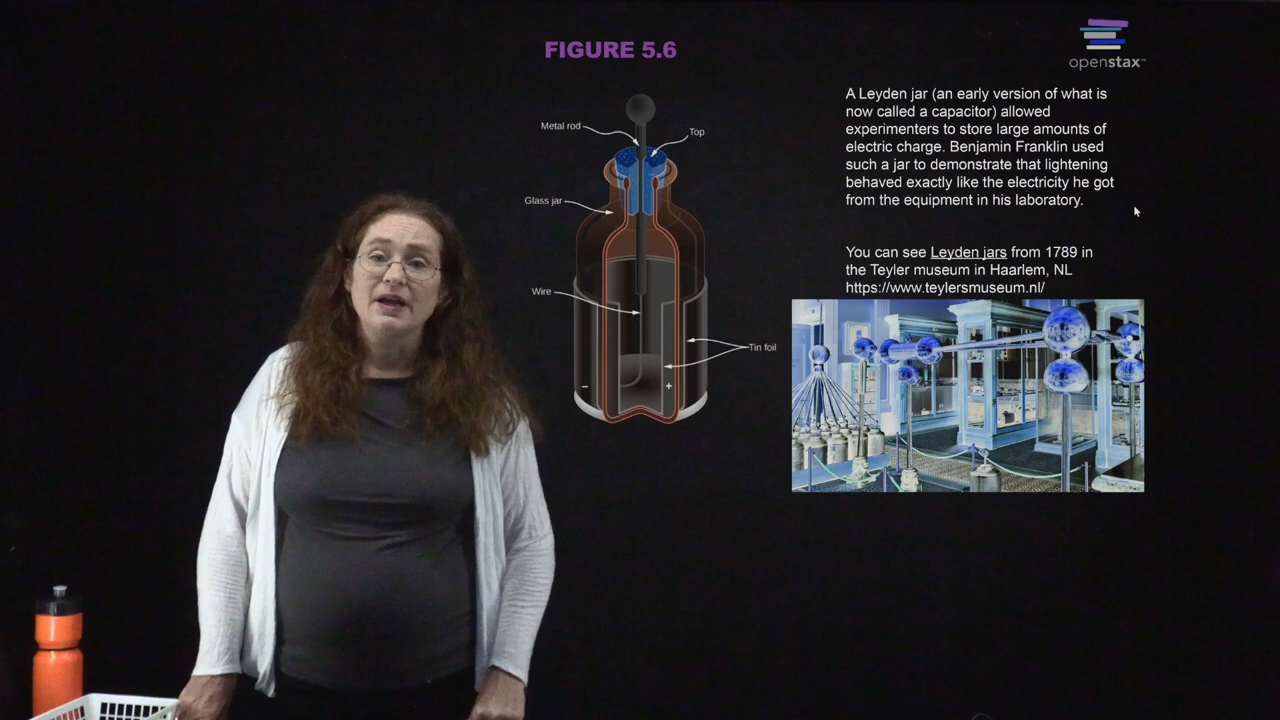 FIGURE 5.6
openstax™
Metal rod
Top
Glass jar
Wire
Tin foil
−
+
A Leyden jar (an early version of what is
now called a capacitor) allowed
experimenters to store large amounts of
electric charge. Benjamin Franklin used
such a jar to demonstrate that lightening
behaved exactly like the electricity he got
from the equipment in his laboratory.
You can see Leyden jars from 1789 in
the Teyler museum in Haarlem, NL
https://www.teylersmuseum.nl/